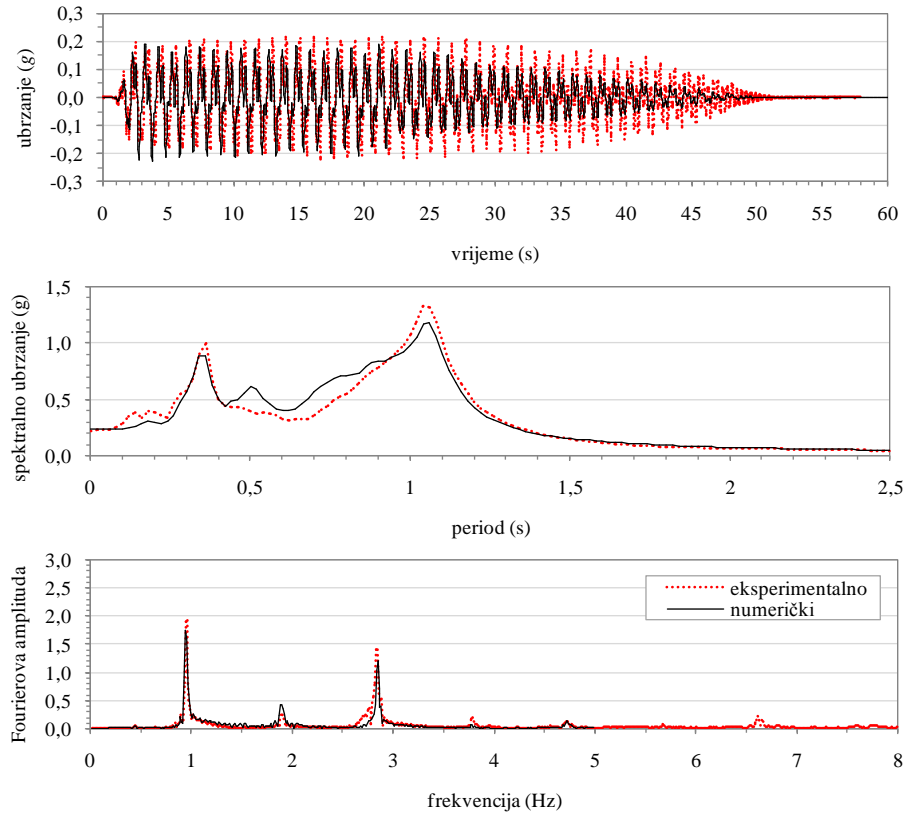 0,3
0,2
0,1
0,0
-0,1
-0,2
-0,3
ubrzanje (g)
0 5 10 15 20 25 30 35 40 45 50 55 60
vrijeme (s)
1,5
1,0
0,5
0,0
spektralno ubrzanje (g)
0 0,5 1 1,5 2 2,5
period (s)
3,0
2,5
2,0
1,5
1,0
0,5
0,0
Fourierova amplituda
eksperimentalno
numerički
0 1 2 3 4 5 6 7 8
frekvencija (Hz)